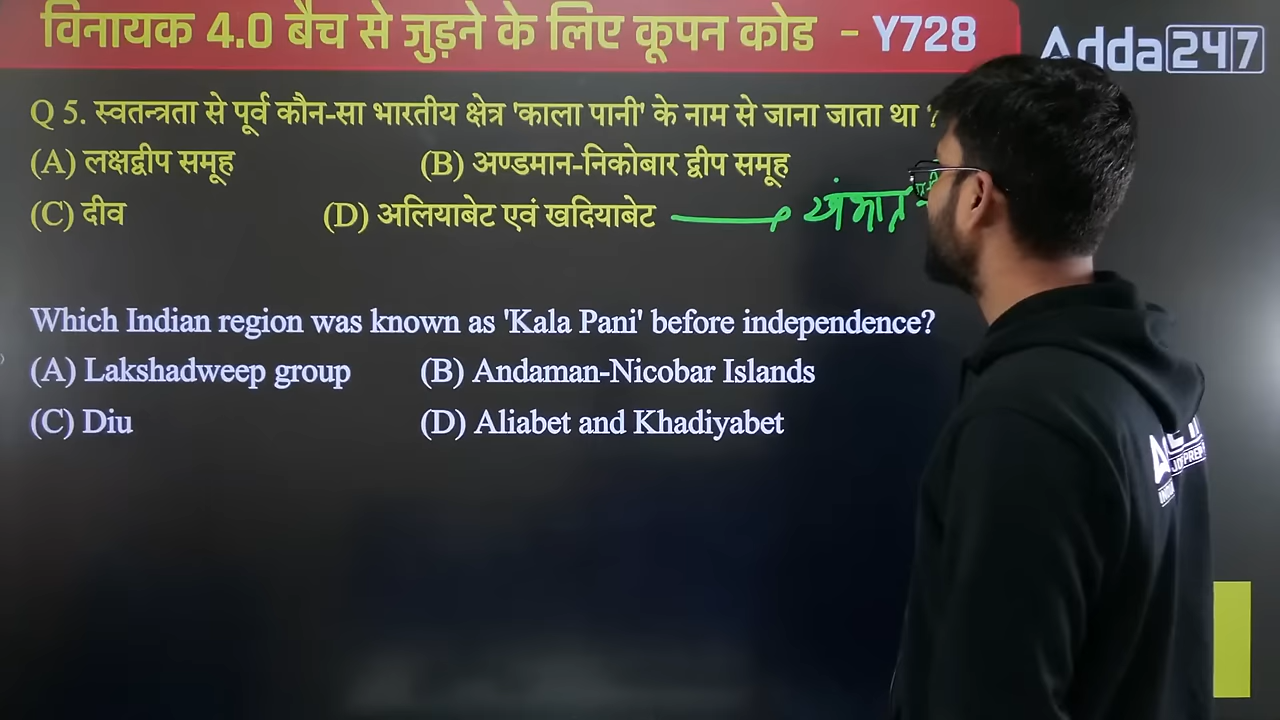 विनायक 4.0 बैच से जुड़ने के लिए कूपन कोड - Y728
Adda247
Q 5. स्वतन्त्रता से पूर्व कौन-सा भारतीय क्षेत्र 'काला पानी' के नाम से जाना जाता था ?
(A) लक्षद्वीप समूह (B) अण्डमान-निकोबार द्वीप समूह
(C) दीव (D) अलियाबेट एवं खदियाबेट
Which Indian region was known as 'Kala Pani' before independence?
(A) Lakshadweep group (B) Andaman-Nicobar Islands
(C) Diu (D) Aliabet and Khadiyabet